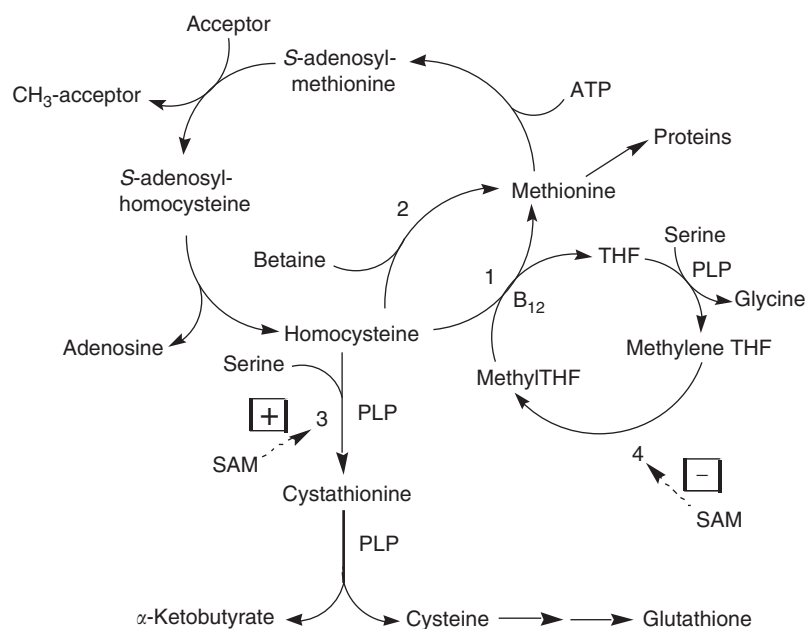 Acceptor
S-adenosyl-
methionine
CH₃-acceptor
ATP
Proteins
S-adenosyl-
homocysteine
Methionine
2
Serine
Betaine
THF
PLP
1
B₁₂
Glycine
Homocysteine
Adenosine
Methylene THF
Serine
MethylTHF
+
3
PLP
SAM
4
−
Cystathionine
SAM
PLP
α-Ketobutyrate
Cysteine
Glutathione